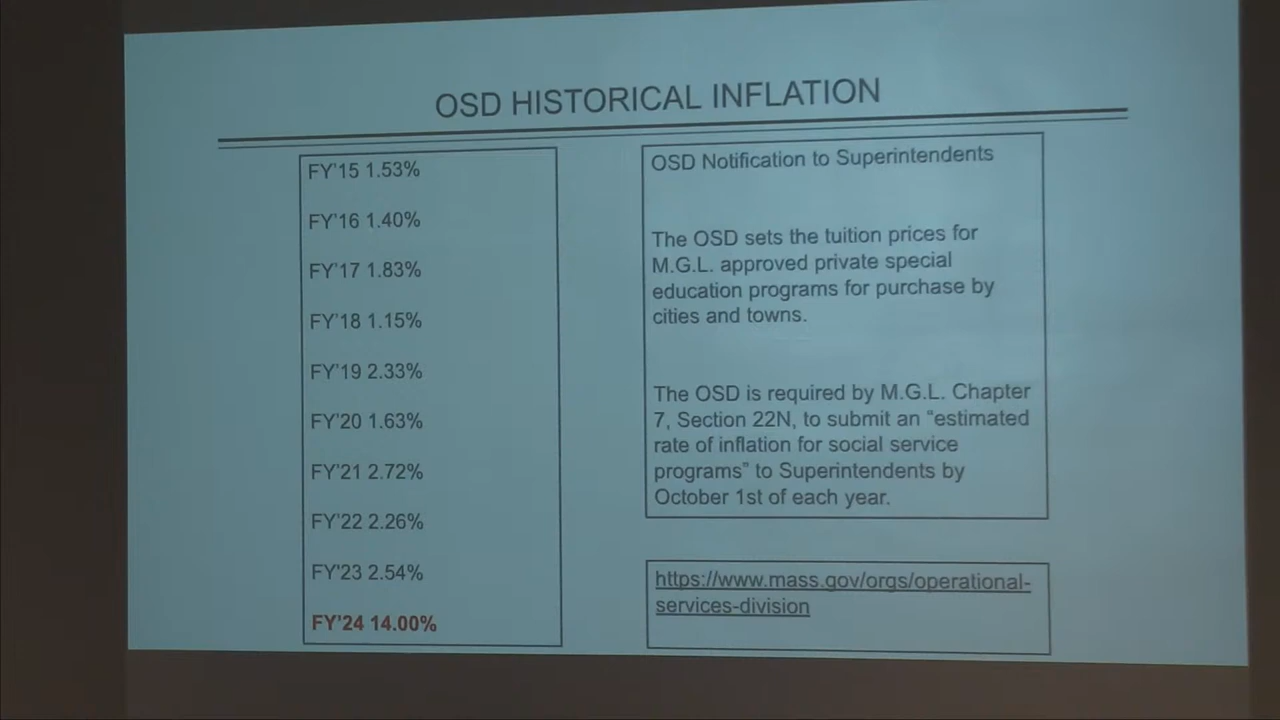 OSD HISTORICAL INFLATION
FY'15 1.53%
FY'16 1.40%
FY'17 1.83%
FY'18 1.15%
FY'19 2.33%
FY'20 1.63%
FY'21 2.72%
FY'22 2.26%
FY'23 2.54%
FY'24 14.00%
OSD Notification to Superintendents
The OSD sets the tuition prices for
M.G.L. approved private special
education programs for purchase by
cities and towns.
The OSD is required by M.G.L. Chapter
7, Section 22N, to submit an “estimated
rate of inflation for social service
programs” to Superintendents by
October 1st of each year.
https://www.mass.gov/orgs/operational-
services-division